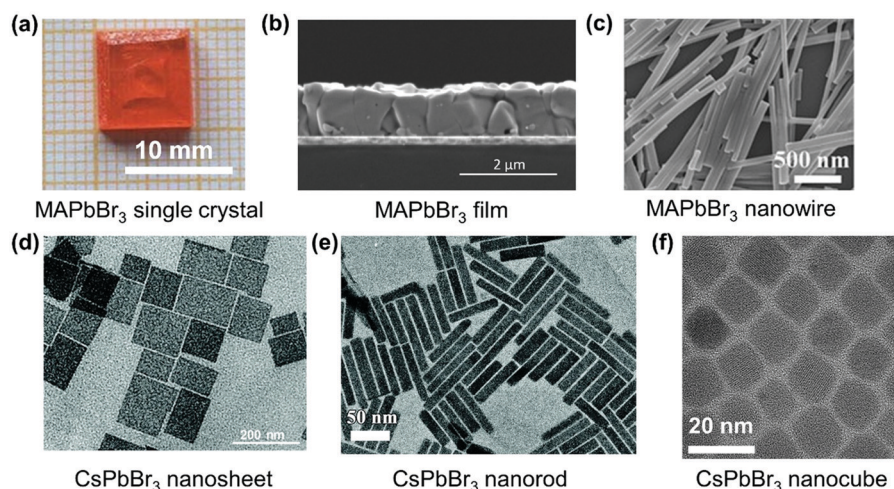 (a)
10 mm
MAPbBr₃ single crystal
(b)
2 µm
MAPbBr₃ film
(c)
500 nm
MAPbBr₃ nanowire
(d)
200 nm
CsPbBr₃ nanosheet
(e)
50 nm
CsPbBr₃ nanorod
(f)
20 nm
CsPbBr₃ nanocube